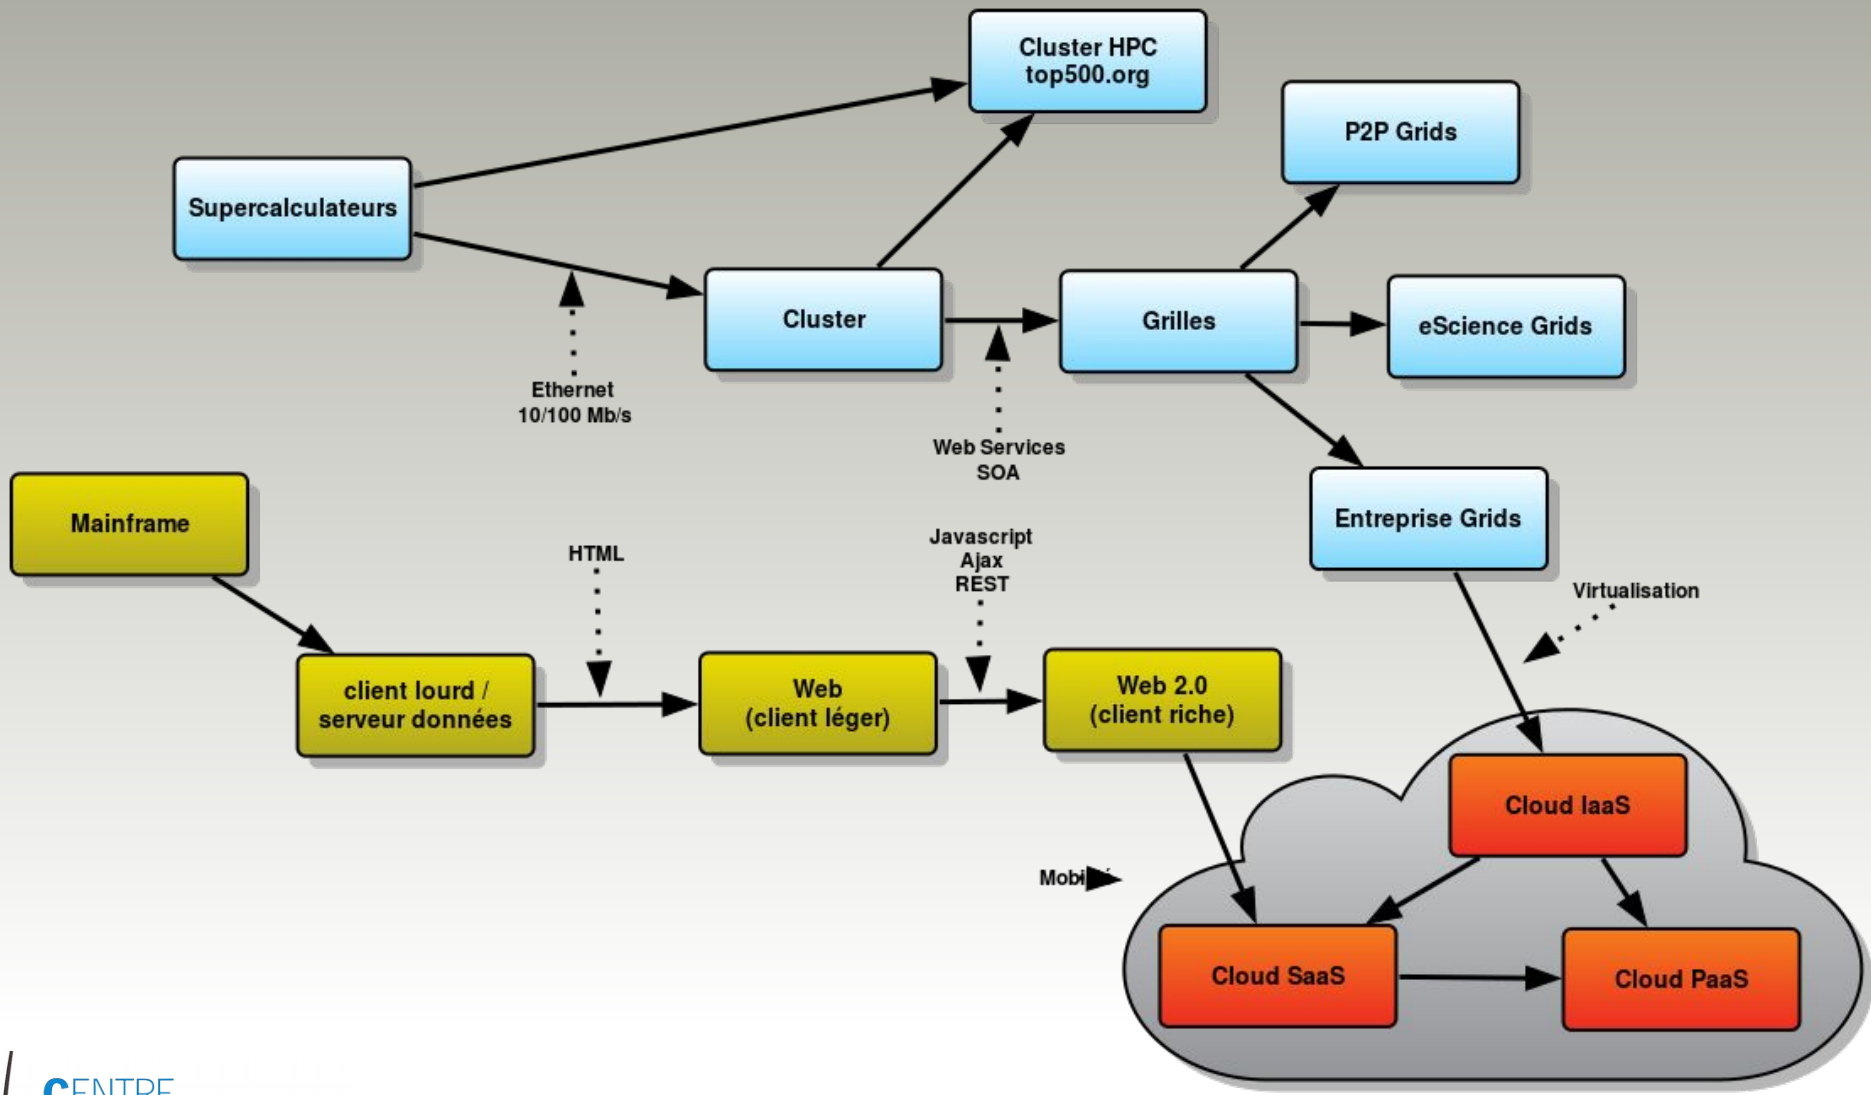 Cluster HPC
top500.org
P2P Grids
Supercalculateurs
Cluster
Grilles
eScience Grids
Ethernet
10/100 Mb/s
Web Services
SOA
Mainframe
Entreprise Grids
HTML
Javascript
Ajax
REST
Virtualisation
client lourd /
serveur données
Web
(client léger)
Web 2.0
(client riche)
Cloud IaaS
Cloud SaaS
Cloud PaaS
CENTRE